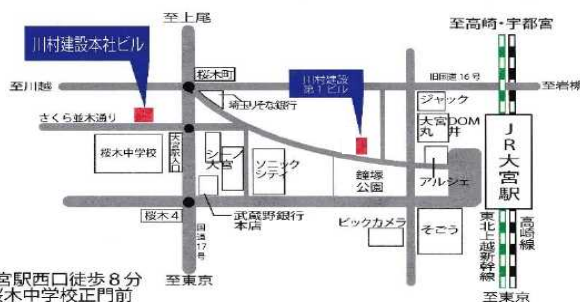 至上尾
至高崎・宇都宮
川村建設本社ビル
桜木町
川村建設
第1ビル
旧国道16号
至川越
至岩槻
埼玉りそな銀行
ジャック
さくら並木通り
大宮
DOM
丸井
JR大宮駅
桜木中学校
大宮駅入口
シーノ
大宮
ソニック
シティ
鐘塚
公園
アルシェ
桜木4
武蔵野銀行
本店
ビックカメラ
そごう
国道17号
東北上越新幹線
高崎線
宮駅西口徒歩8分
桜木中学校正門前
至東京
至東京